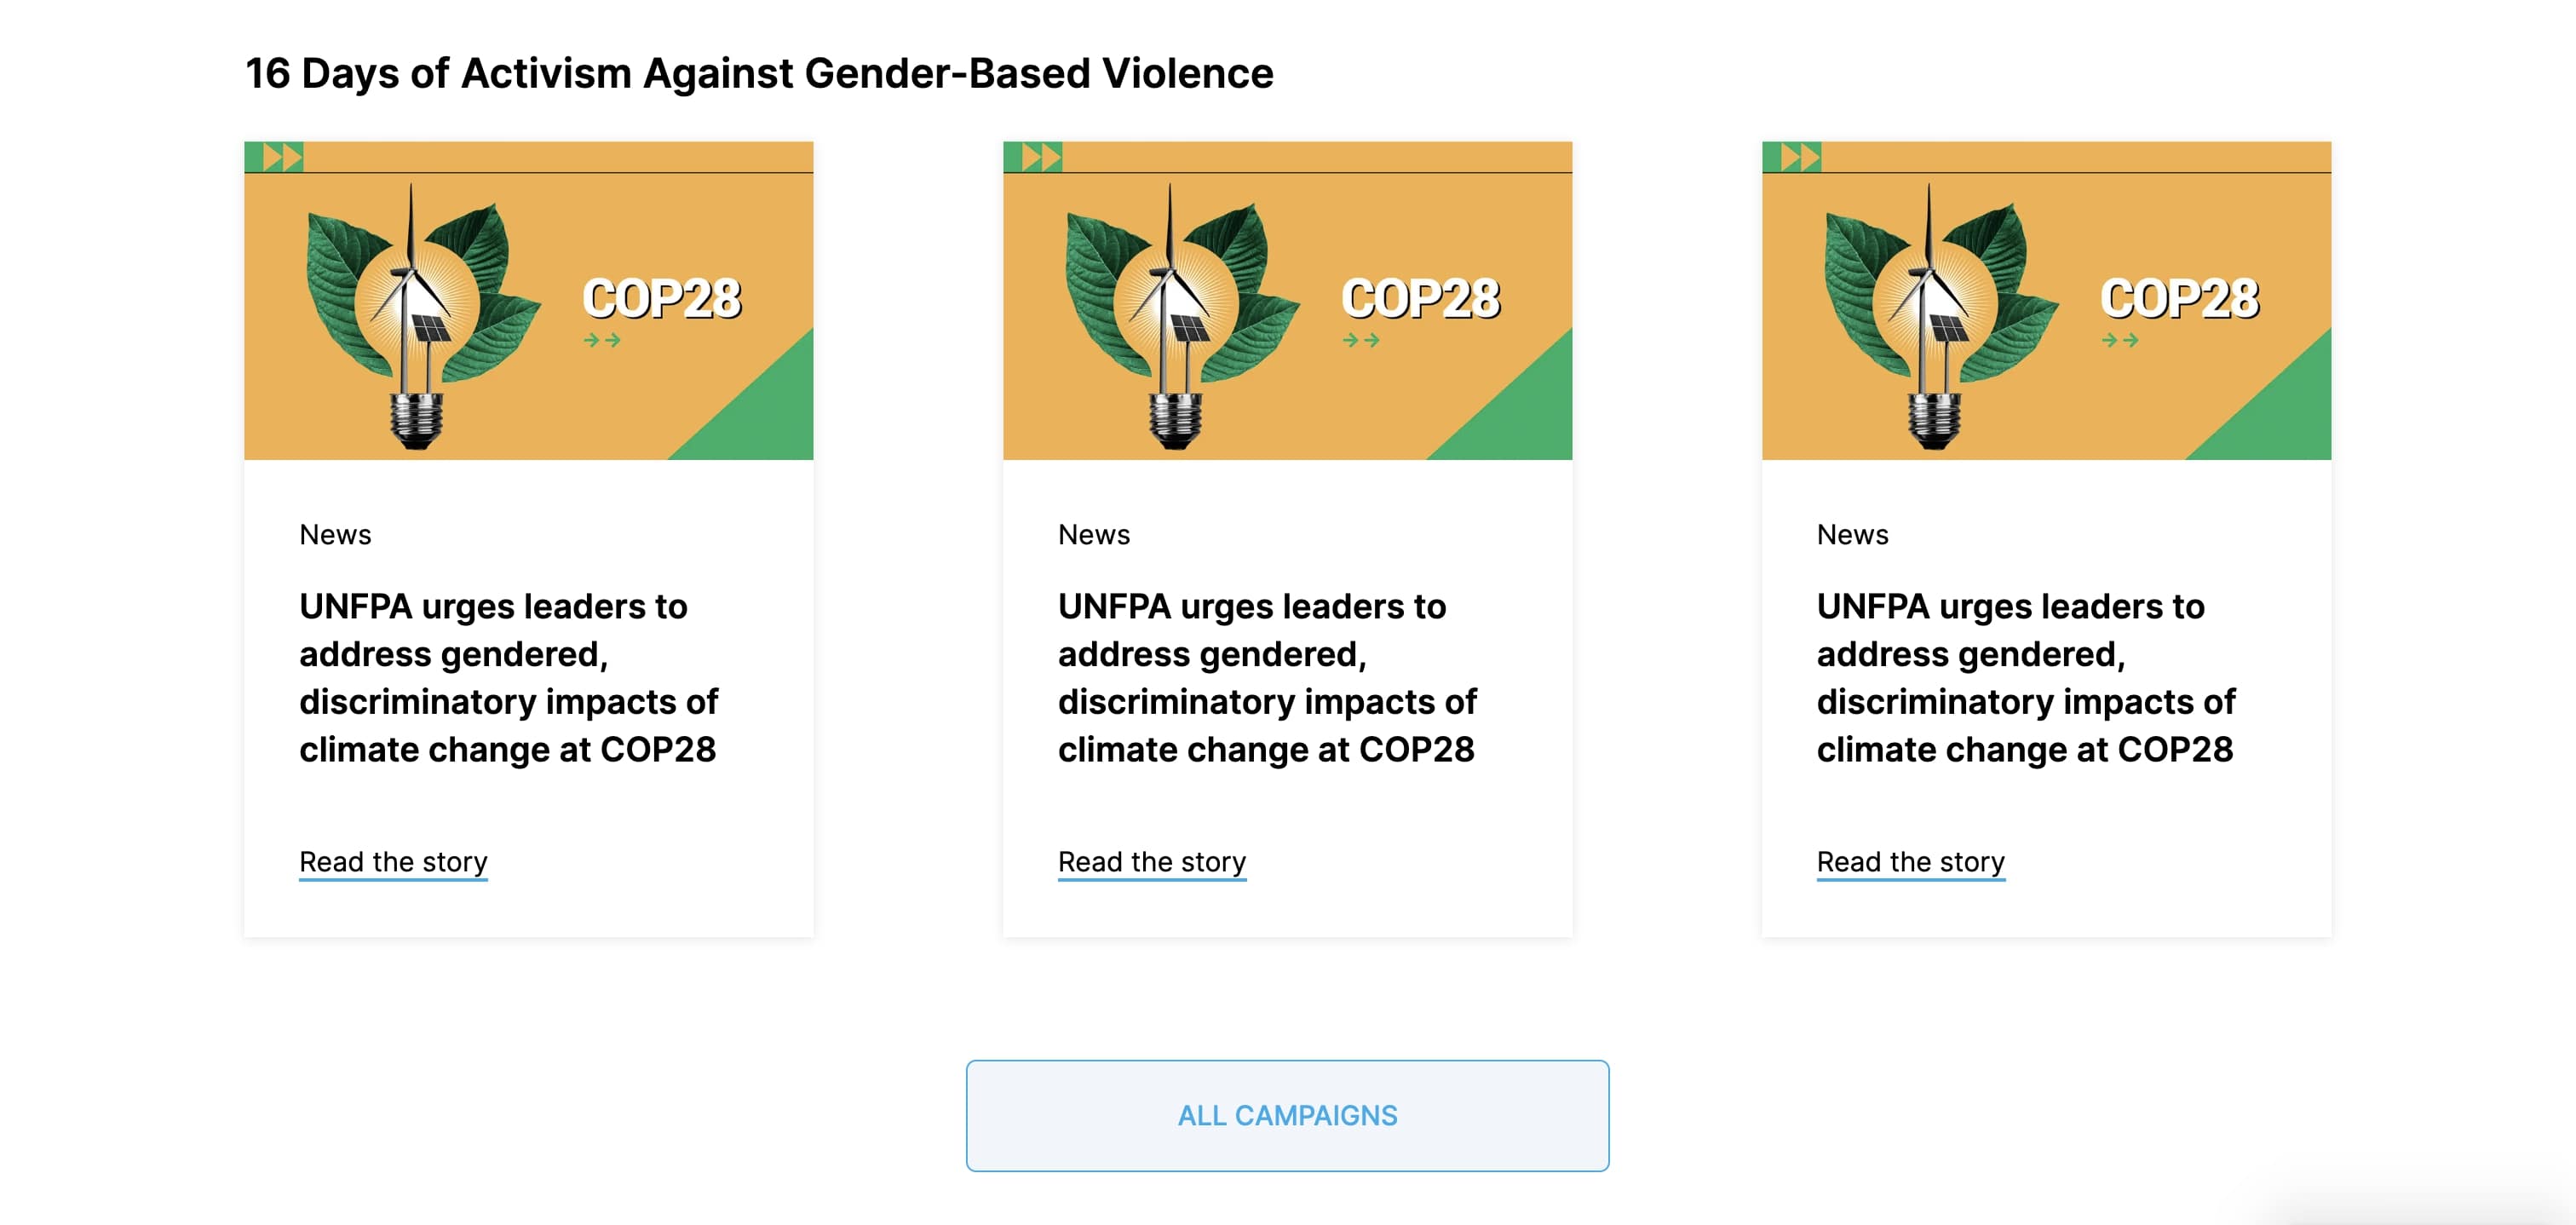 16 Days of Activism Against Gender-Based Violence
COP28
News
UNFPA urges leaders to
address gendered,
discriminatory impacts of
climate change at COP28
Read the story
COP28
News
UNFPA urges leaders to
address gendered,
discriminatory impacts of
climate change at COP28
Read the story
COP28
News
UNFPA urges leaders to
address gendered,
discriminatory impacts of
climate change at COP28
Read the story
ALL CAMPAIGNS